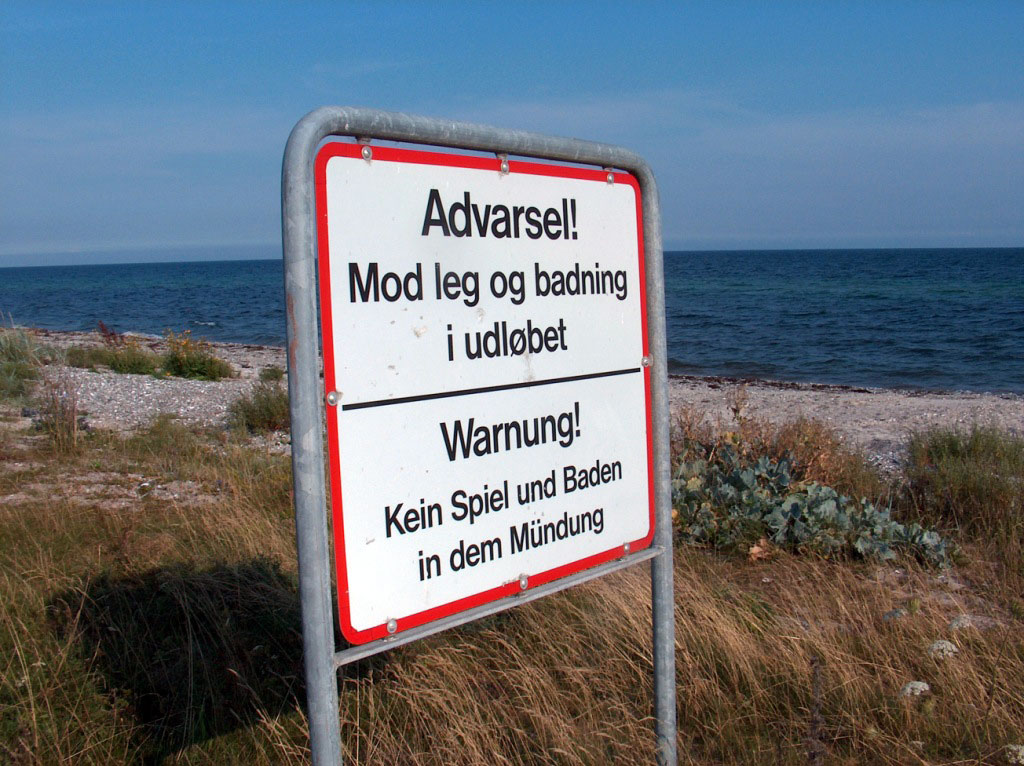 Advarsel!
Mod leg og badning
i udløbet
Warnung!
Kein Spiel und Baden
in dem Mündung